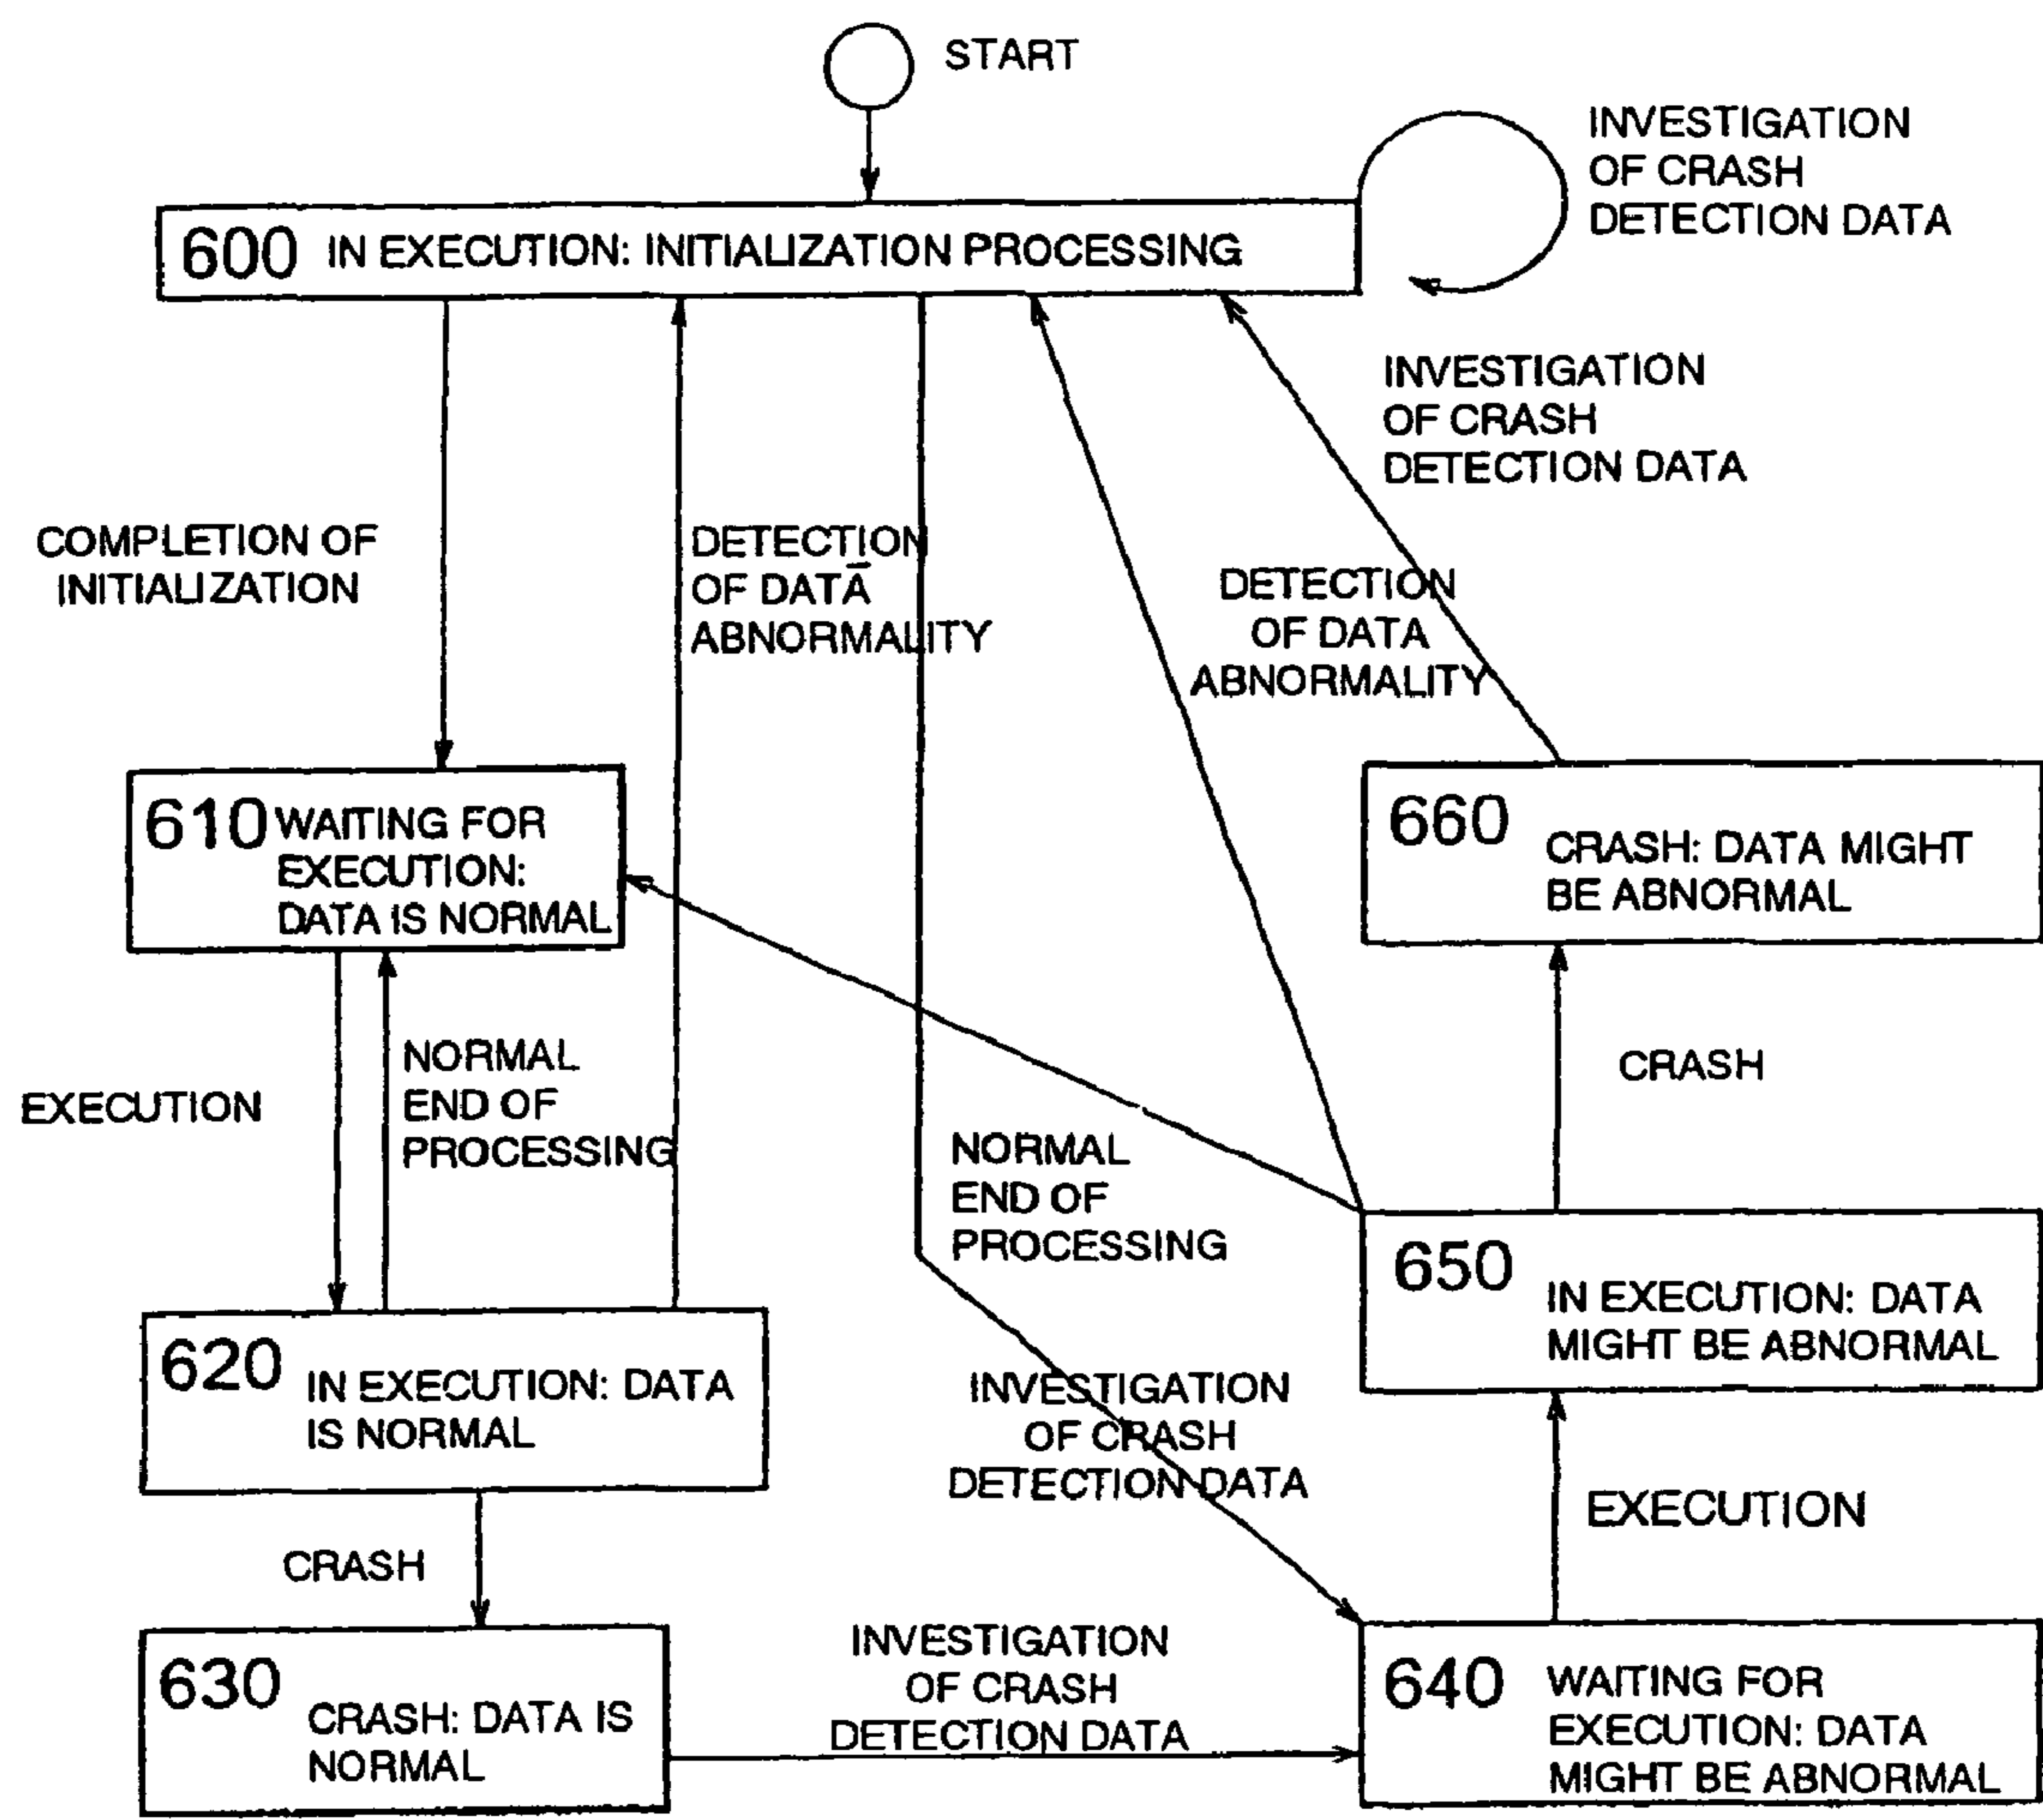 START
INVESTIGATION
OF CRASH
DETECTION DATA
600 IN EXECUTION: INITIALIZATION PROCESSING
INVESTIGATION
OF CRASH
DETECTION DATA
COMPLETION OF
INITIALIZATION
DETECTION
OF DATA
ABNORMALITY
DETECTION
OF DATA
ABNORMALITY
610 WAITING FOR
EXECUTION:
DATA IS NORMAL
660
CRASH: DATA MIGHT
BE ABNORMAL
EXECUTION
NORMAL
END OF
PROCESSING
NORMAL
END OF
PROCESSING
CRASH
650
IN EXECUTION: DATA
MIGHT BE ABNORMAL
620
IN EXECUTION: DATA
IS NORMAL
INVESTIGATION
OF CRASH
DETECTION DATA
EXECUTION
CRASH
630
CRASH: DATA IS
NORMAL
INVESTIGATION
OF CRASH
DETECTION DATA
640 WAITING FOR
EXECUTION: DATA
MIGHT BE ABNORMAL